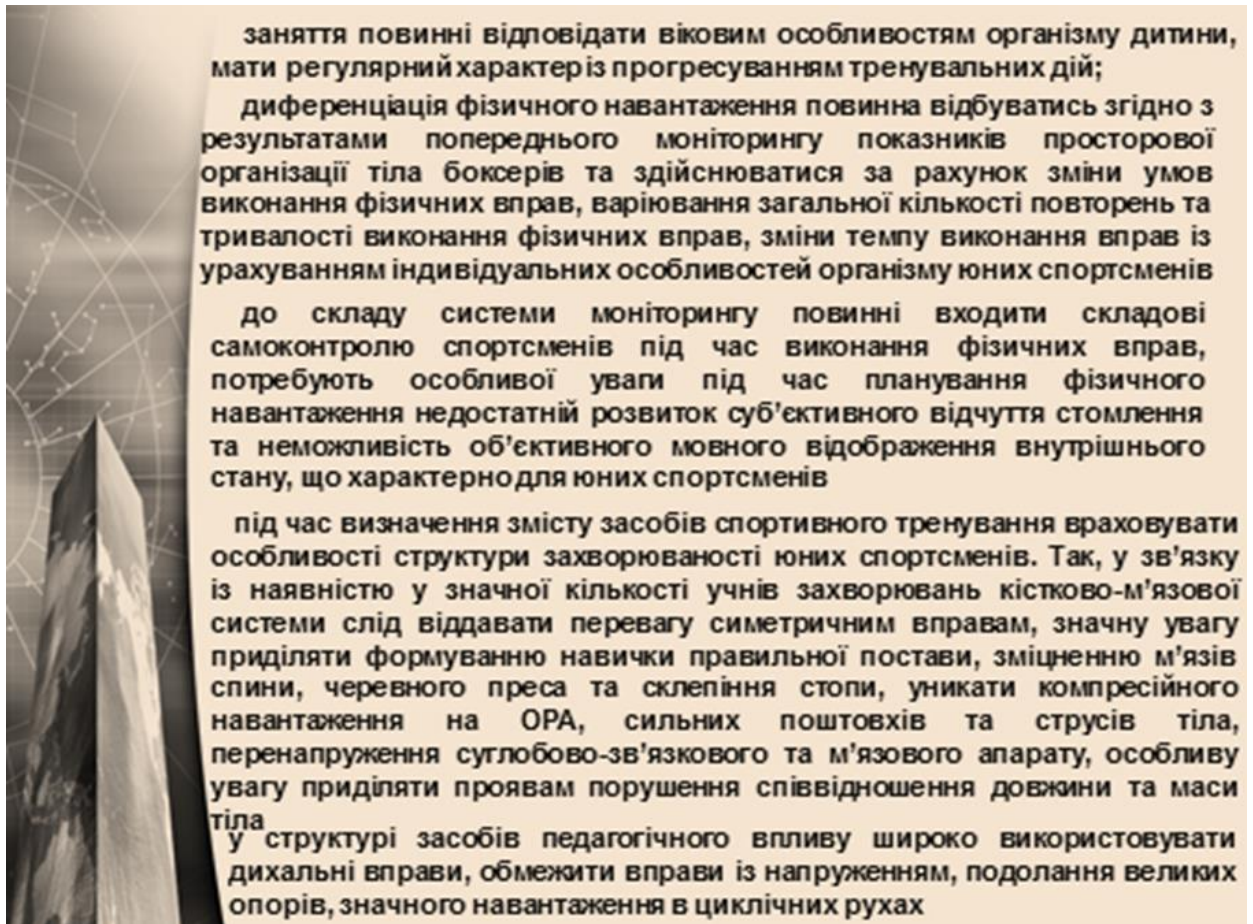 заняття повинні відповідати віковим особливостям організму дитини,
мати регулярний характер із прогресуванням тренувальних дій;
диференціація фізичного навантаження повинна відбуватись згідно з
результатами попереднього моніторингу показників просторової
організації тіла боксерів та здійснюватися за рахунок зміни умов
виконання фізичних вправ, варіювання загальної кількості повторень та
тривалості виконання фізичних вправ, зміни темпу виконання вправ із
урахуванням індивідуальних особливостей організму юних спортсменів
до складу системи моніторингу повинні входити складові
самоконтролю спортсменів під час виконання фізичних вправ,
потребують особливої уваги під час планування фізичного
навантаження недостатній розвиток суб’єктивного відчуття стомлення
та неможливість об’єктивного мовного відображення внутрішнього
стану, що характерно для юних спортсменів
під час визначення змісту засобів спортивного тренування враховувати
особливості структури захворюваності юних спортсменів. Так, у зв’язку
із наявністю у значної кількості учнів захворювань кістково-м’язової
системи слід віддавати перевагу симетричним вправам, значну увагу
приділяти формуванню навички правильної постави, зміцненню м’язів
спини, черевного преса та склепіння стопи, уникати компресійного
навантаження на ОРА, сильних поштовхів та струсів тіла,
перенапруження суглобово-зв’язкового та м’язового апарату, особливу
увагу приділяти проявам порушення співвідношення довжини та маси
тіла
у структурі засобів педагогічного впливу широко використовувати
дихальні вправи, обмежити вправи із напруженням, подолання великих
опорів, значного навантаження в циклічних рухах